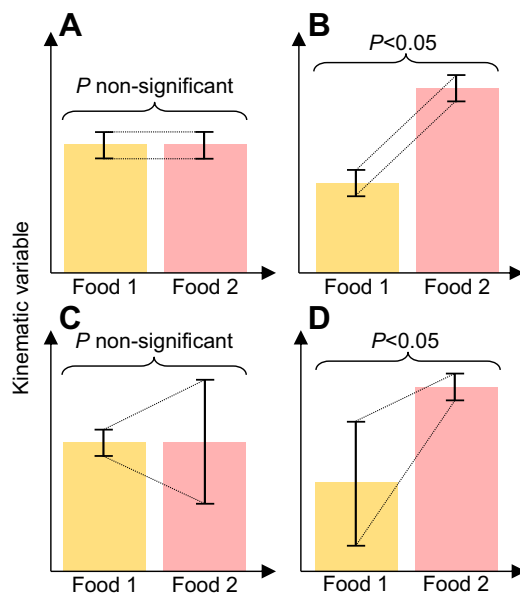 A
P non-significant
Food 1 Food 2
B
P<0.05
Food 1 Food 2
Kinematic variable
C
P non-significant
Food 1 Food 2
D
P<0.05
Food 1 Food 2